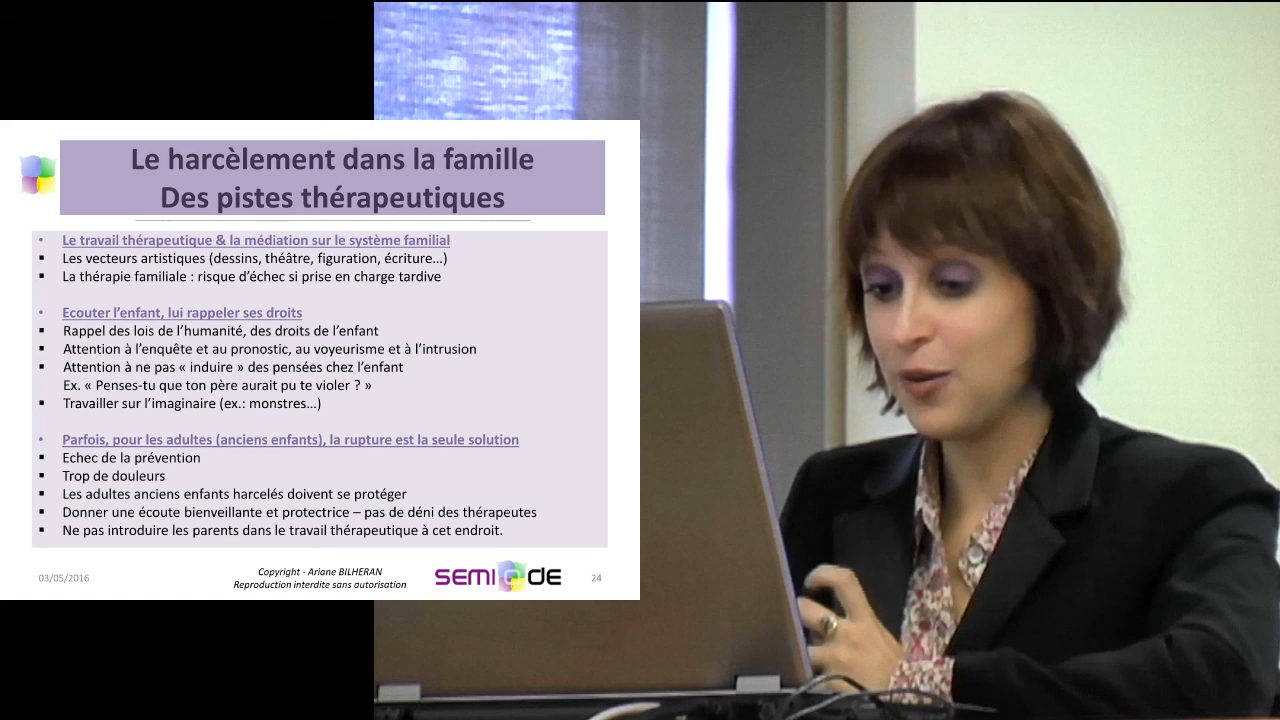 Le harcèlement dans la famille
Des pistes thérapeutiques
• Le travail thérapeutique & la médiation sur le système familial
▪ Les vecteurs artistiques (dessins, théâtre, figuration, écriture…)
▪ La thérapie familiale : risque d’échec si prise en charge tardive
• Ecouter l’enfant, lui rappeler ses droits
▪ Rappel des lois de l’humanité, des droits de l’enfant
▪ Attention à l’enquête et au pronostic, au voyeurisme et à l’intrusion
▪ Attention à ne pas « induire » des pensées chez l’enfant
Ex. « Penses-tu que ton père aurait pu te violer ? »
▪ Travailler sur l’imaginaire (ex.: monstres…)
• Parfois, pour les adultes (anciens enfants), la rupture est la seule solution
▪ Echec de la prévention
▪ Trop de douleurs
▪ Les adultes anciens enfants harcelés doivent se protéger
▪ Donner une écoute bienveillante et protectrice – pas de déni des thérapeutes
▪ Ne pas introduire les parents dans le travail thérapeutique à cet endroit.
03/05/2016
Copyright - Ariane BILHERAN
Reproduction interdite sans autorisation
SEMIODE
24